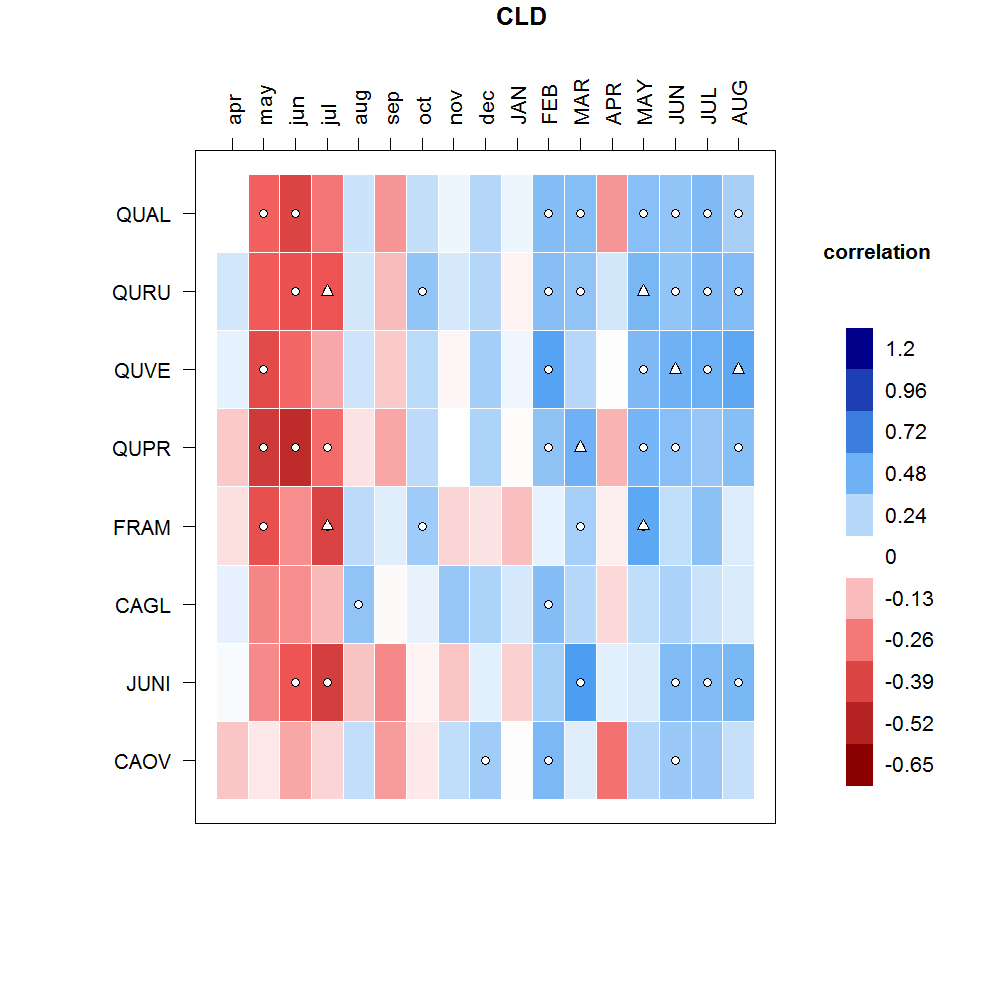 CLD
apr may jun jul aug sep oct nov dec JAN FEB MAR APR MAY JUN JUL AUG
QUAL
QURU
QUVE
QUPR
FRAM
CAGL
JUNI
CAOV
correlation
1.2
0.96
0.72
0.48
0.24
0
-0.13
-0.26
-0.39
-0.52
-0.65